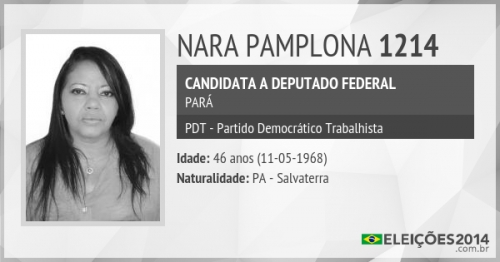 NARA PAMPLONA 1214
CANDIDATA A DEPUTADO FEDERAL
PARÁ
PDT - Partido Democrático Trabalhista
Idade: 46 anos (11-05-1968)
Naturalidade: PA - Salvaterra
ELEIÇÕES2014
.com.br